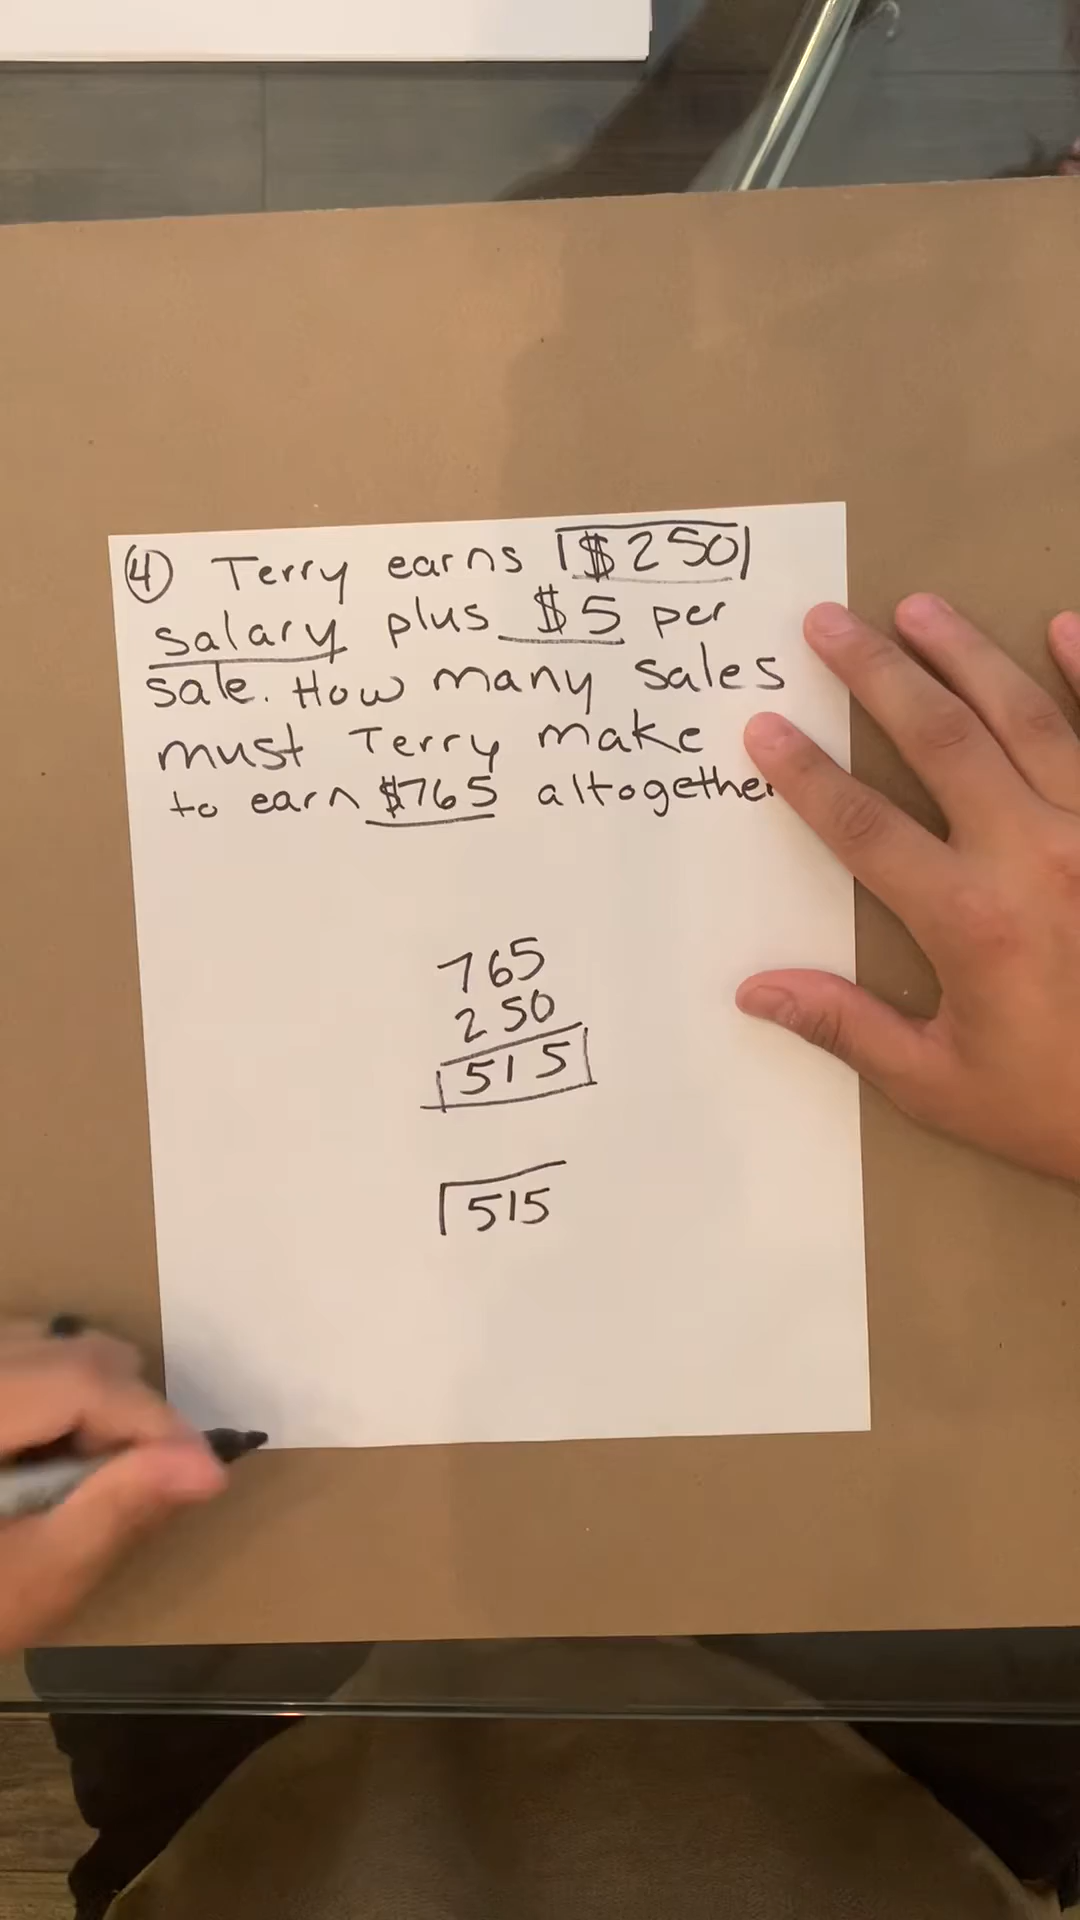 ④ Terry earns $250
salary plus $5 per
sale. How many sales
must Terry make
to earn $765 altogether
765
250
515
515